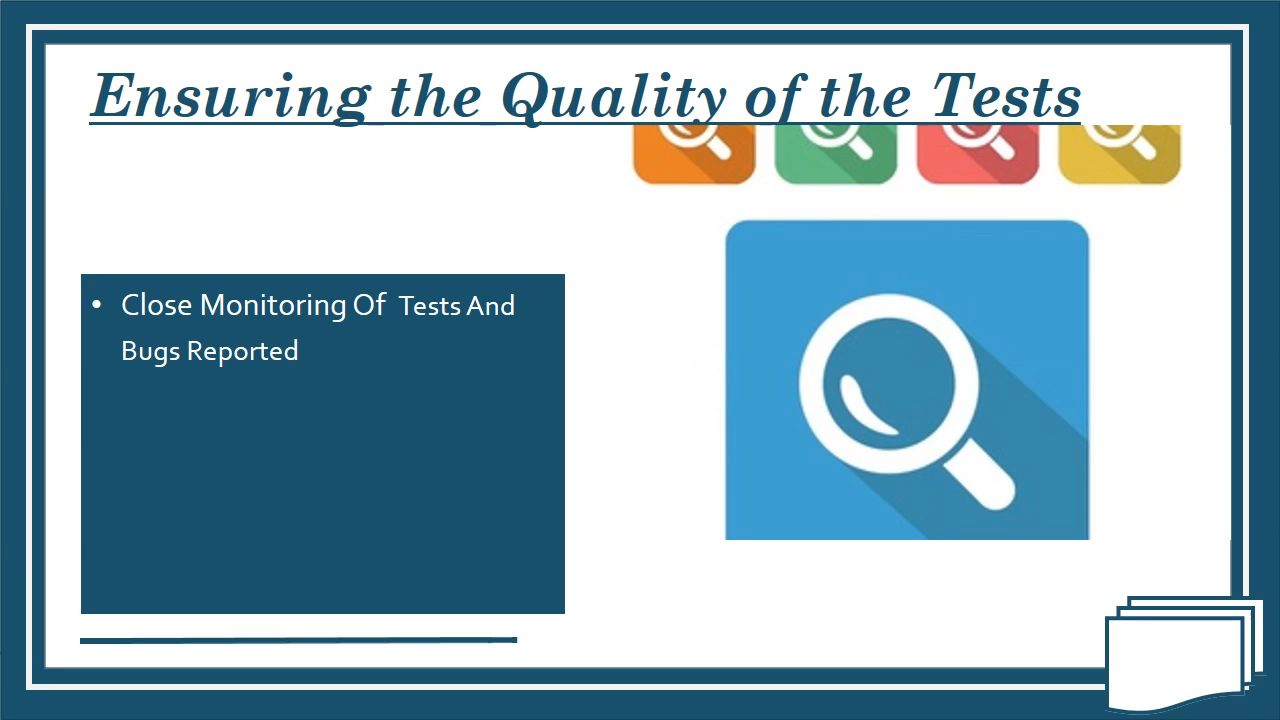 Ensuring the Quality of the Tests
• Close Monitoring Of Tests And
Bugs Reported